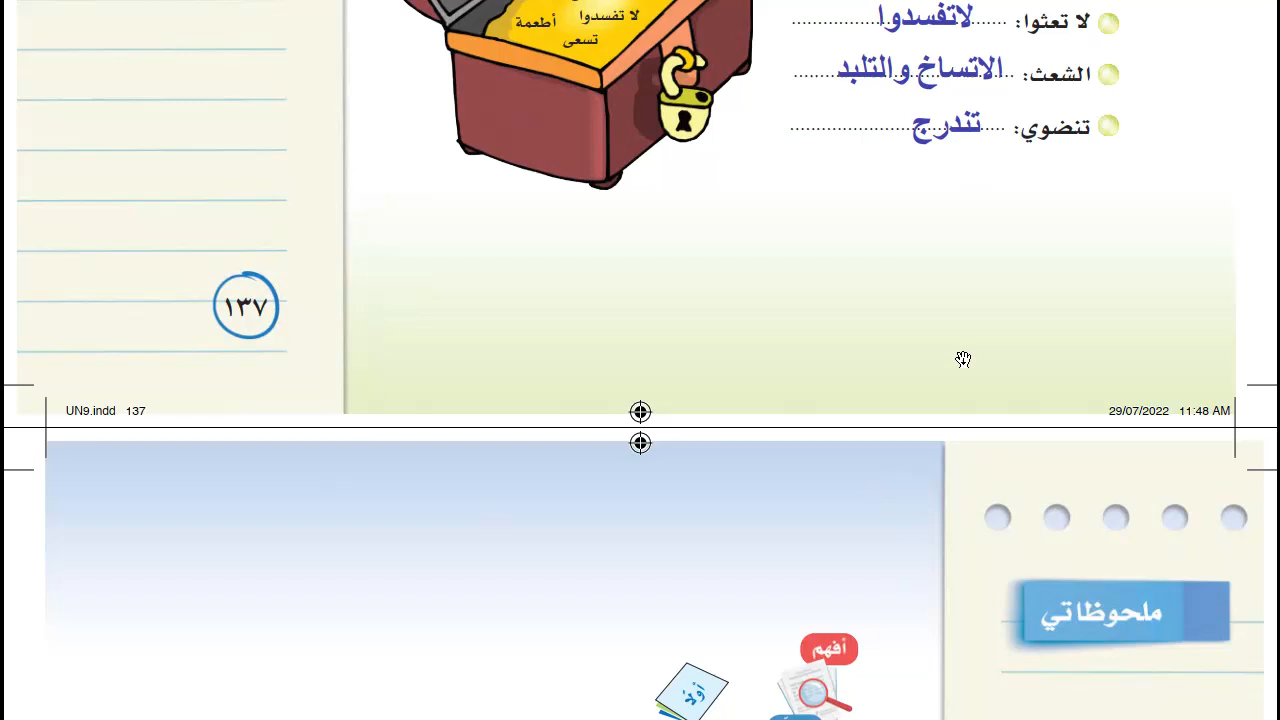 لا تعثوا: لاتفسدوا
الشعث: الاتساخ والتلبد
تنضوي: تندرج
لا تفسدوا أطعمة
تسعى
١٣٧
UN9.indd 137
29/07/2022 11:48 AM
ملحوظاتي
أفهم
أولًا